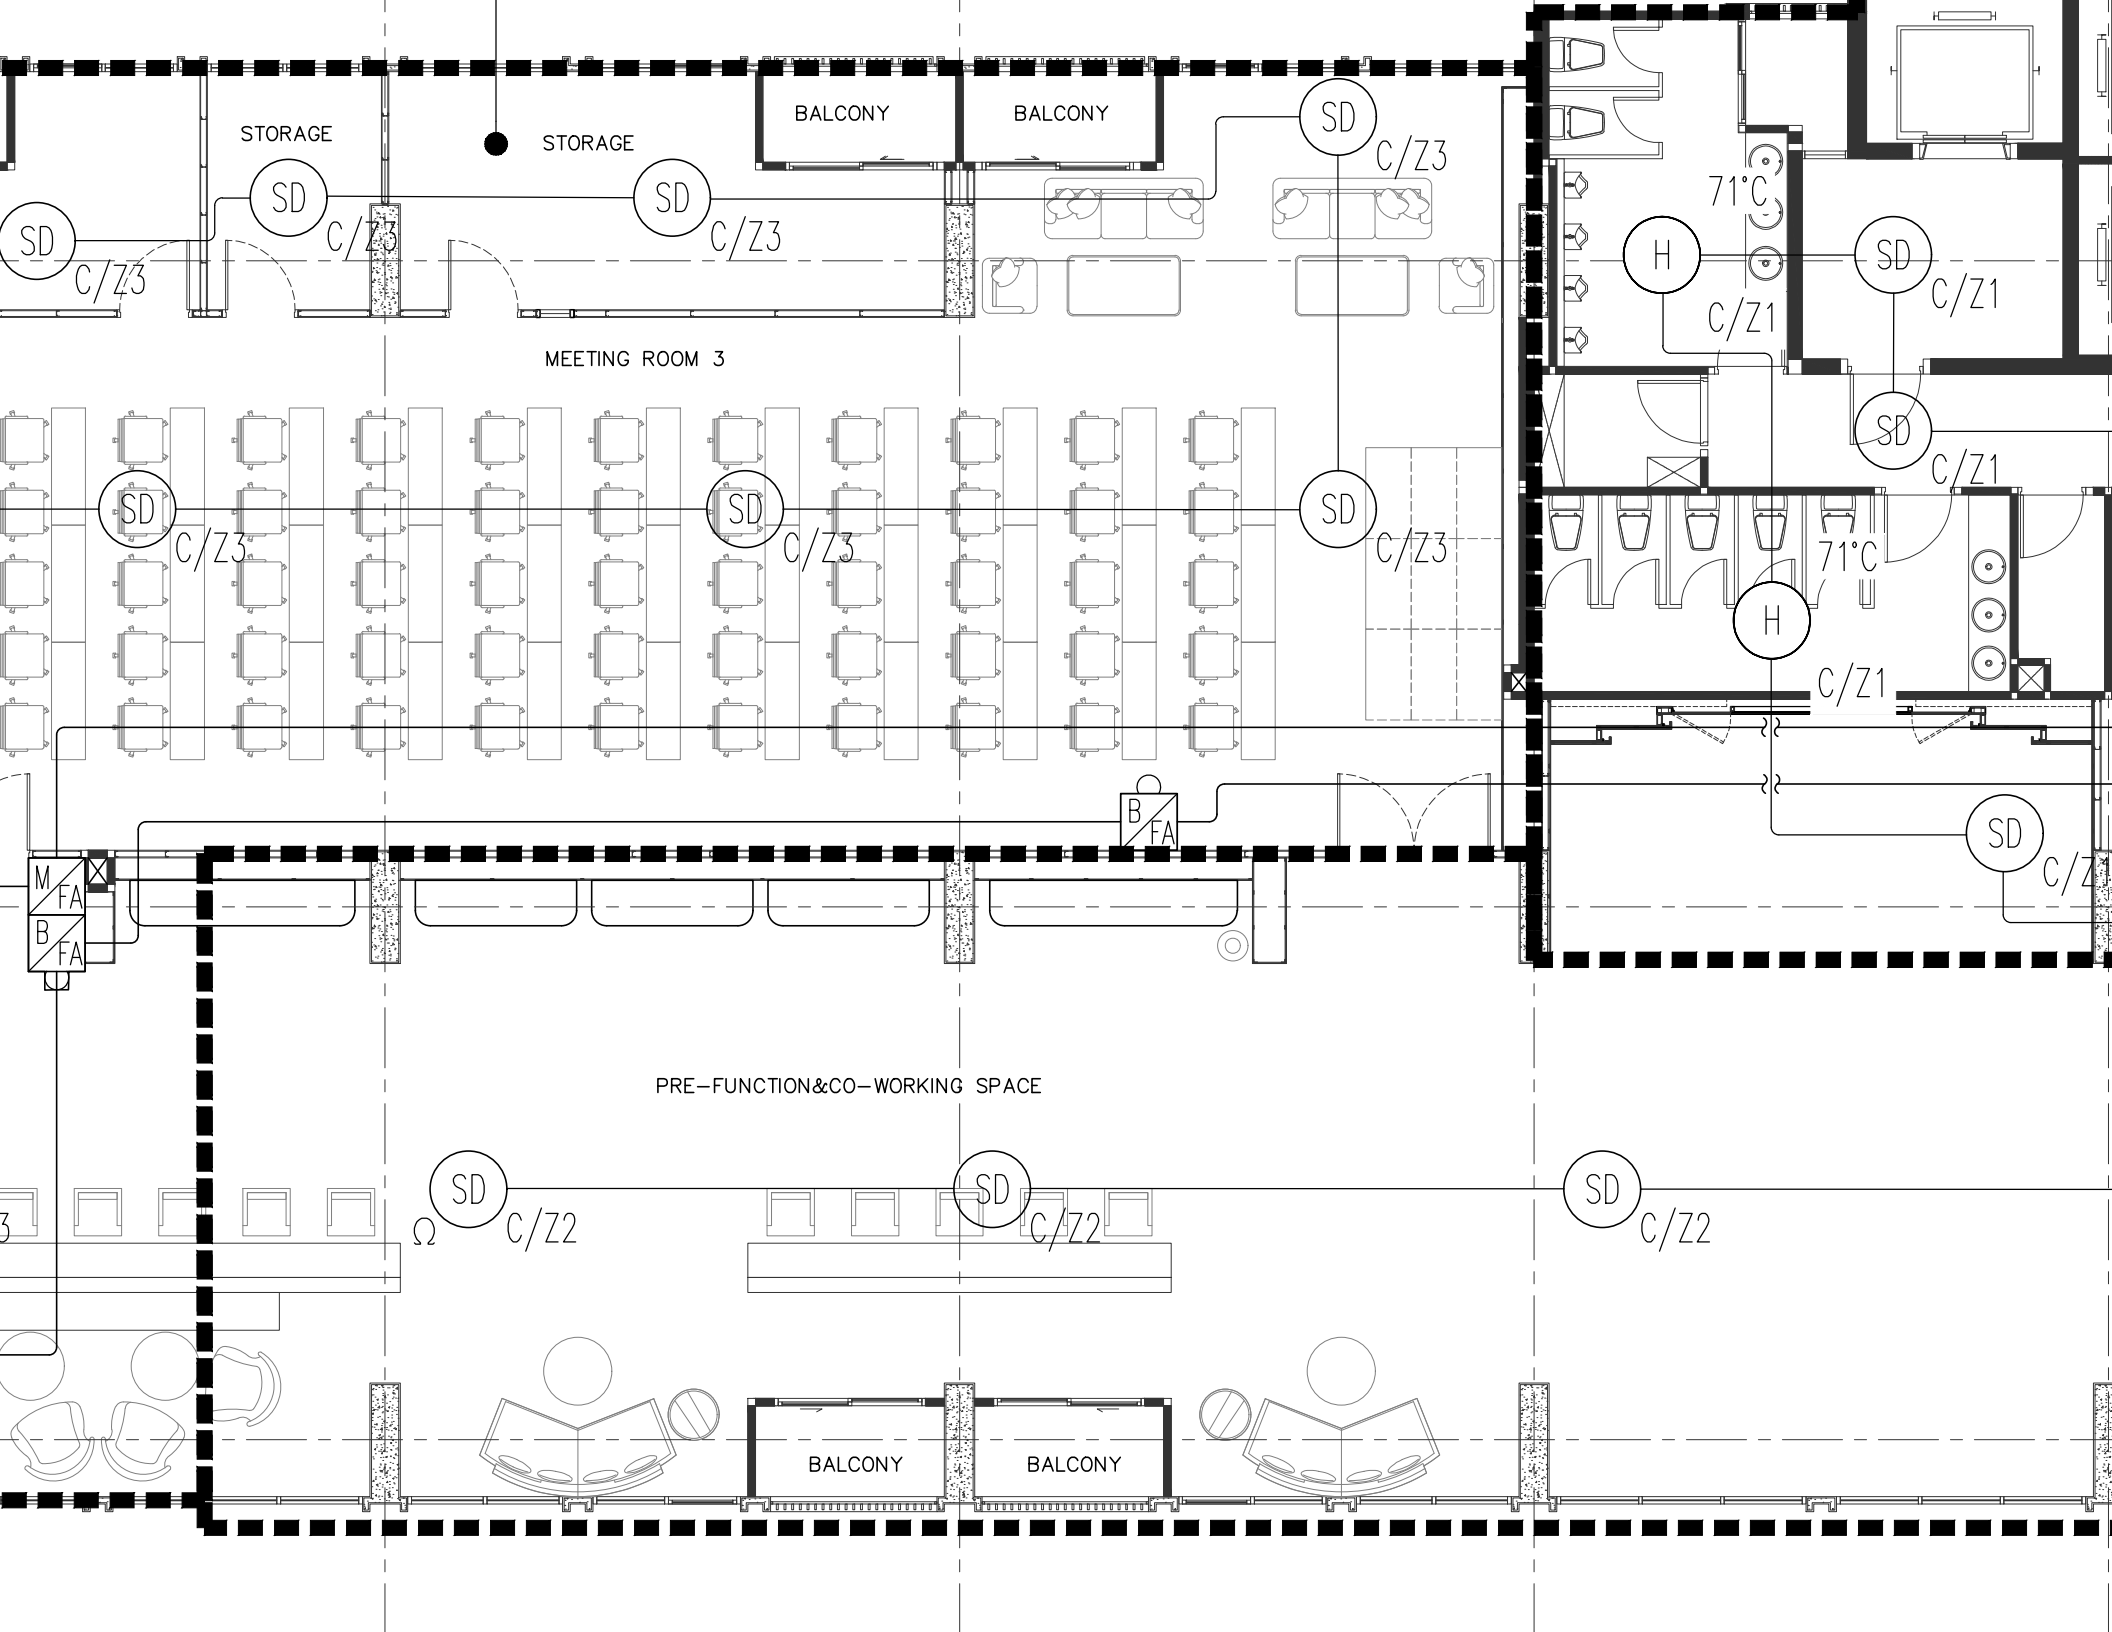 BALCONY
BALCONY
SD
STORAGE
STORAGE
C/Z3
71°C
SD
SD
C/Z3
C/Z3
SD
C/Z3
H
SD
C/Z1
C/Z1
MEETING ROOM 3
SD
C/Z1
SD
SD
SD
C/Z3
C/Z3
C/Z3
71°C
H
C/Z1
B
FA
SD
C/Z
M
FA
B
FA
PRE-FUNCTION&CO-WORKING SPACE
SD
SD
SD
3
Ω
C/Z2
C/Z2
C/Z2
BALCONY
BALCONY